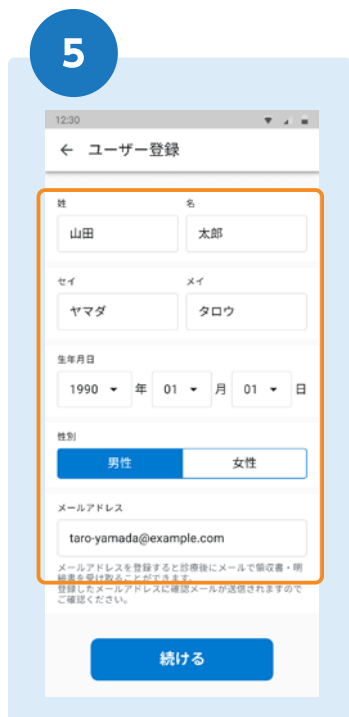 5
12:30
← ユーザー登録
姓 名
山田 太郎
セイ メイ
ヤマダ タロウ
生年月日
1990 年 01 月 01 日
性別
男性 女性
メールアドレス
taro-yamada@example.com
メールアドレスを登録すると診療後にメールで領収書・明
細書を受け取ることができます。
登録したメールアドレスに確認メールが送信されますので
ご確認ください。
続ける